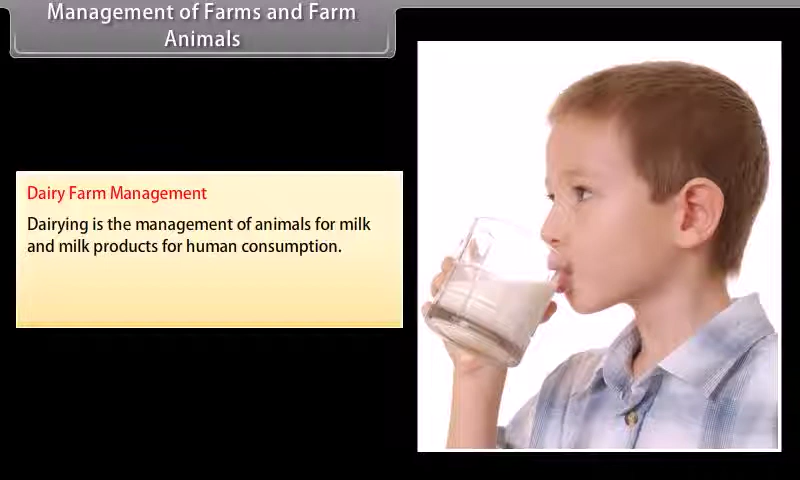 Management of Farms and Farm
Animals
Dairy Farm Management
Dairying is the management of animals for milk
and milk products for human consumption.